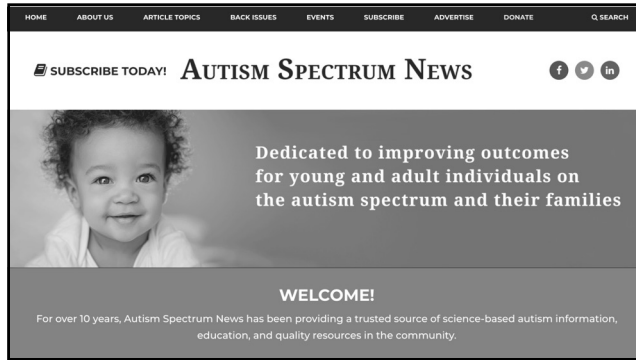 HOME ABOUT US ARTICLE TOPICS BACK ISSUES EVENTS SUBSCRIBE ADVERTISE DONATE SEARCH
SUBSCRIBE TODAY! AUTISM SPECTRUM NEWS f in
Dedicated to improving outcomes
for young and adult individuals on
the autism spectrum and their families
WELCOME!
For over 10 years, Autism Spectrum News has been providing a trusted source of science-based autism information,
education, and quality resources in the community.